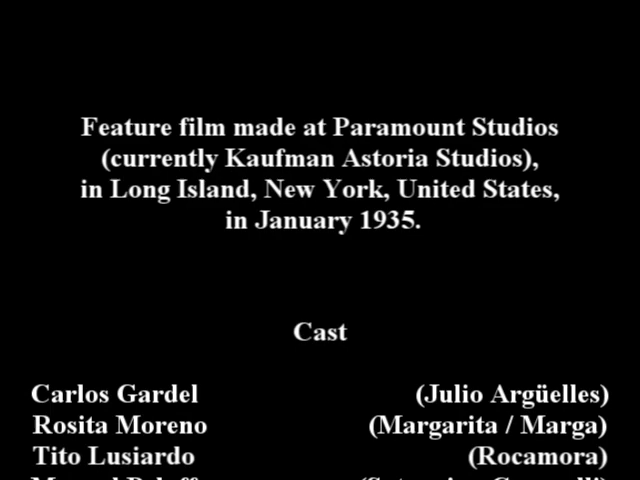 Feature film made at Paramount Studios
(currently Kaufman Astoria Studios),
in Long Island, New York, United States,
in January 1935.
Cast
Carlos Gardel (Julio Argüelles)
Rosita Moreno (Margarita / Marga)
Tito Lusiardo (Rocamora)